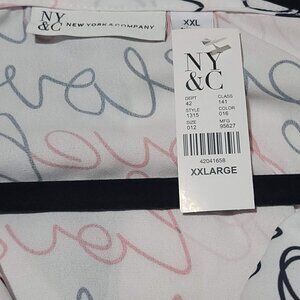 NY
&C NEW YORK & COMPANY
XXL
NY
&C
DEPT CLASS
42 141
STYLE COLOR
1315 016
SIZE MFG
012 95627
42041658
XXLARGE